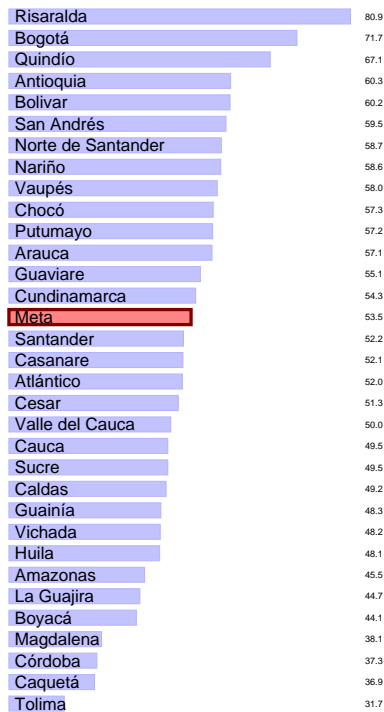 Risaralda 80.9
Bogotá 71.7
Quindío 67.1
Antioquia 60.3
Bolivar 60.2
San Andrés 59.5
Norte de Santander 58.7
Nariño 58.6
Vaupés 58.0
Chocó 57.3
Putumayo 57.2
Arauca 57.1
Guaviare 55.1
Cundinamarca 54.3
Meta 53.5
Santander 52.2
Casanare 52.1
Atlántico 52.0
Cesar 51.3
Valle del Cauca 50.0
Cauca 49.5
Sucre 49.5
Caldas 49.2
Guainía 48.3
Vichada 48.2
Huila 48.1
Amazonas 45.5
La Guajira 44.7
Boyacá 44.1
Magdalena 38.1
Córdoba 37.3
Caquetá 36.9
Tolima 31.7